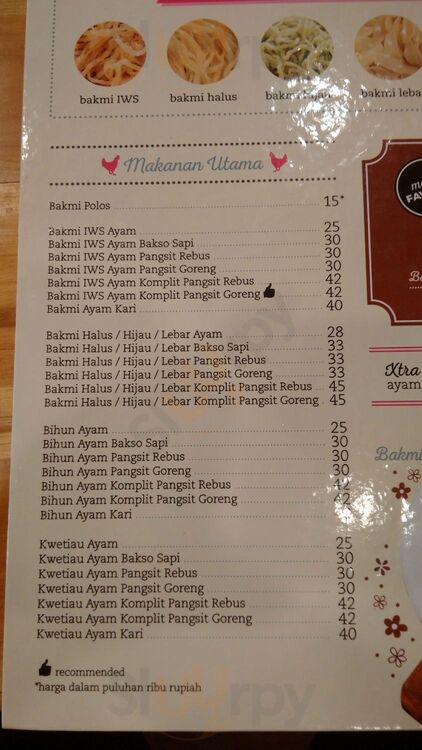 bakmi IWS bakmi halus bakmi hijau bakmi leba
Makanan Utama
Bakmi Polos 15*
Bakmi IWS Ayam 25
Bakmi IWS Ayam Bakso Sapi 30
Bakmi IWS Ayam Pangsit Rebus 30
Bakmi IWS Ayam Pangsit Goreng 30
Bakmi IWS Ayam Komplit Pangsit Rebus 42
Bakmi IWS Ayam Komplit Pangsit Goreng 42
Bakmi Ayam Kari 40
Bakmi Halus / Hijau / Lebar Ayam 28
Bakmi Halus / Hijau / Lebar Bakso Sapi 33
Bakmi Halus / Hijau / Lebar Pangsit Rebus 33
Bakmi Halus / Hijau / Lebar Pangsit Goreng 33
Bakmi Halus / Hijau / Lebar Komplit Pangsit Rebus 45
Bakmi Halus / Hijau / Lebar Komplit Pangsit Goreng 45
Xtra
ayam
Bihun Ayam 25
Bihun Ayam Bakso Sapi 30
Bihun Ayam Pangsit Rebus 30
Bihun Ayam Pangsit Goreng 30
Bihun Ayam Komplit Pangsit Rebus 42
Bihun Ayam Komplit Pangsit Goreng 42
Bihun Ayam Kari
Bakmi
Kwetiau Ayam 25
Kwetiau Ayam Bakso Sapi 30
Kwetiau Ayam Pangsit Rebus 30
Kwetiau Ayam Pangsit Goreng 30
Kwetiau Ayam Komplit Pangsit Rebus 42
Kwetiau Ayam Komplit Pangsit Goreng 42
Kwetiau Ayam Kari 40
recommended
*harga dalam puluhan ribu rupiah
Sluurpy